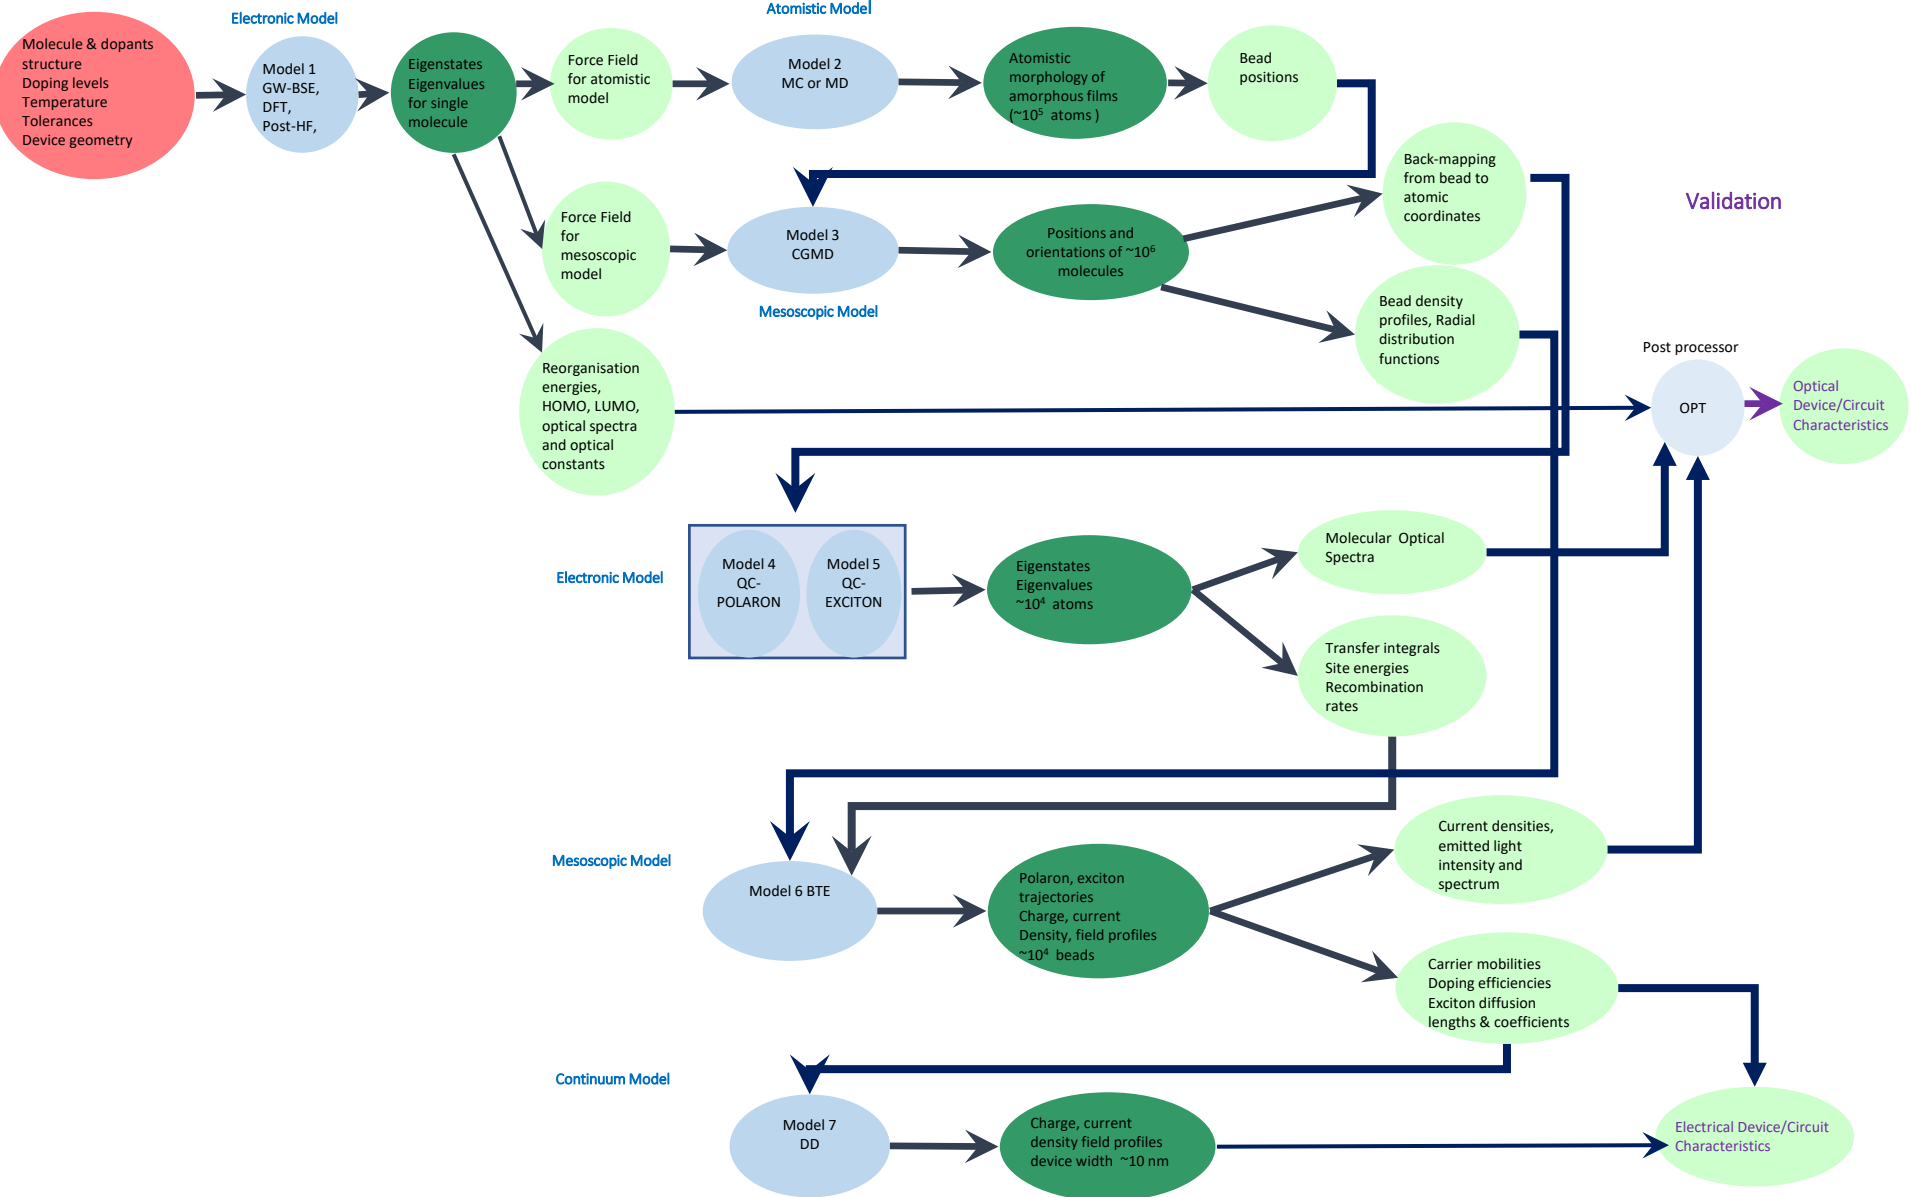 Electronic Model
Atomistic Model
Molecule & dopants
structure
Doping levels
Temperature
Tolerances
Device geometry
Model 1
GW-BSE,
DFT,
Post-HF,
Eigenstates
Eigenvalues
for single
molecule
Force Field
for atomistic
model
Model 2
MC or MD
Atomistic
morphology of
amorphous films
(~10⁵ atoms )
Bead
positions
Force Field
for
mesoscopic
model
Model 3
CGMD
Mesoscopic Model
Positions and
orientations of ~10⁶
molecules
Back-mapping
from bead to
atomic
coordinates
Validation
Bead density
profiles, Radial
distribution
functions
Reorganisation
energies,
HOMO, LUMO,
optical spectra
and optical
constants
Post processor
OPT
Optical
Device/Circuit
Characteristics
Electronic Model
Model 4
QC-
POLARON
Model 5
QC-
EXCITON
Eigenstates
Eigenvalues
~10⁴ atoms
Molecular Optical
Spectra
Transfer integrals
Site energies
Recombination
rates
Mesoscopic Model
Model 6 BTE
Polaron, exciton
trajectories
Charge, current
Density, field profiles
~10⁴ beads
Current densities,
emitted light
intensity and
spectrum
Carrier mobilities
Doping efficiencies
Exciton diffusion
lengths & coefficients
Continuum Model
Model 7
DD
Charge, current
density field profiles
device width ~10 nm
Electrical Device/Circuit
Characteristics